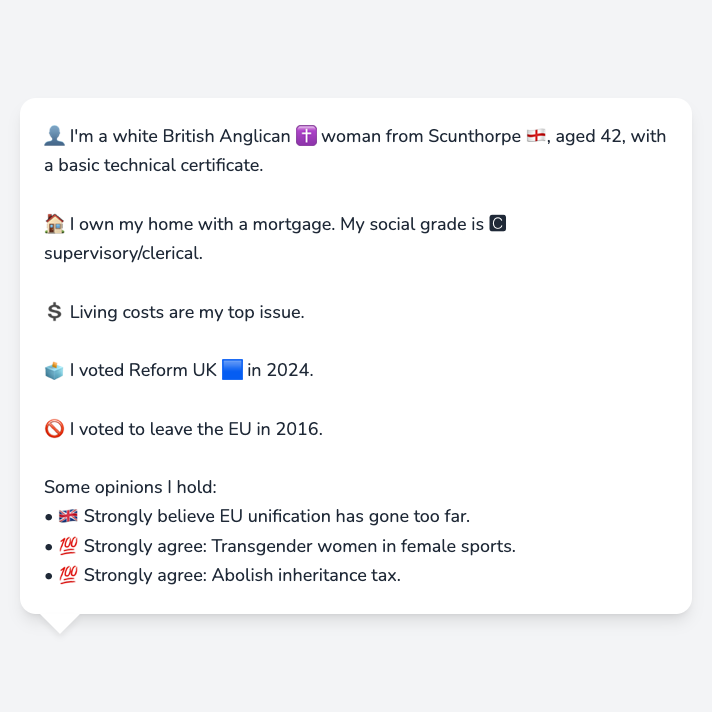 👤 I'm a white British Anglican ✝️ woman from Scunthorpe 🏴󠁧󠁢󠁥󠁮󠁧󠁿, aged 42, with
a basic technical certificate.
🏠 I own my home with a mortgage. My social grade is 🅲
supervisory/clerical.
💲 Living costs are my top issue.
🗳️ I voted Reform UK 🟦 in 2024.
🚫 I voted to leave the EU in 2016.
Some opinions I hold:
• 🇬🇧 Strongly believe EU unification has gone too far.
• 💯 Strongly agree: Transgender women in female sports.
• 💯 Strongly agree: Abolish inheritance tax.